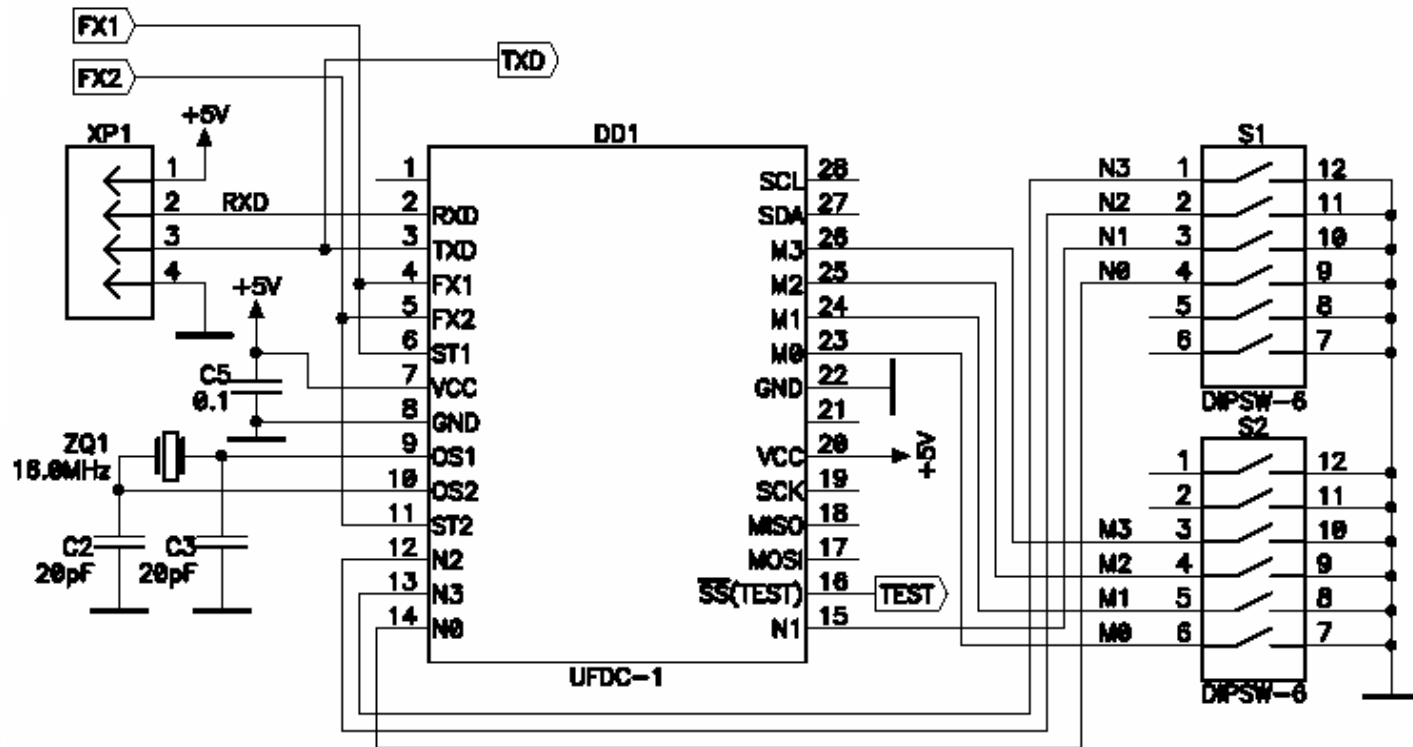 FX1
TXD
FX2
+5V
XP1 DD1 S1
1 1 SCL 28 N3 1 12
2 RXD 2 RXD SDA 27 N2 2 11
3 3 TXD M3 26 N1 3 10
4 4 FX1 M2 25 N0 4 9
+5V 5 FX2 M1 24 5 8
6 ST1 M0 23 6 7
C5 7 VCC GND 22
0.1 8 GND 21 DWPSW-6
ZQ1 9 OS1 VCC 20 +5V S2
16.0MHz 10 OS2 SCK 19 1 12
11 ST2 MISO 18 2 11
C2 C3 12 N2 MOSI 17 M3 3 10
20pF 20pF 13 N3 SS(TEST) 16 TEST M2 4 9
14 N0 N1 15 M1 5 8
M0 6 7
UFDC-1 DWPSW-6